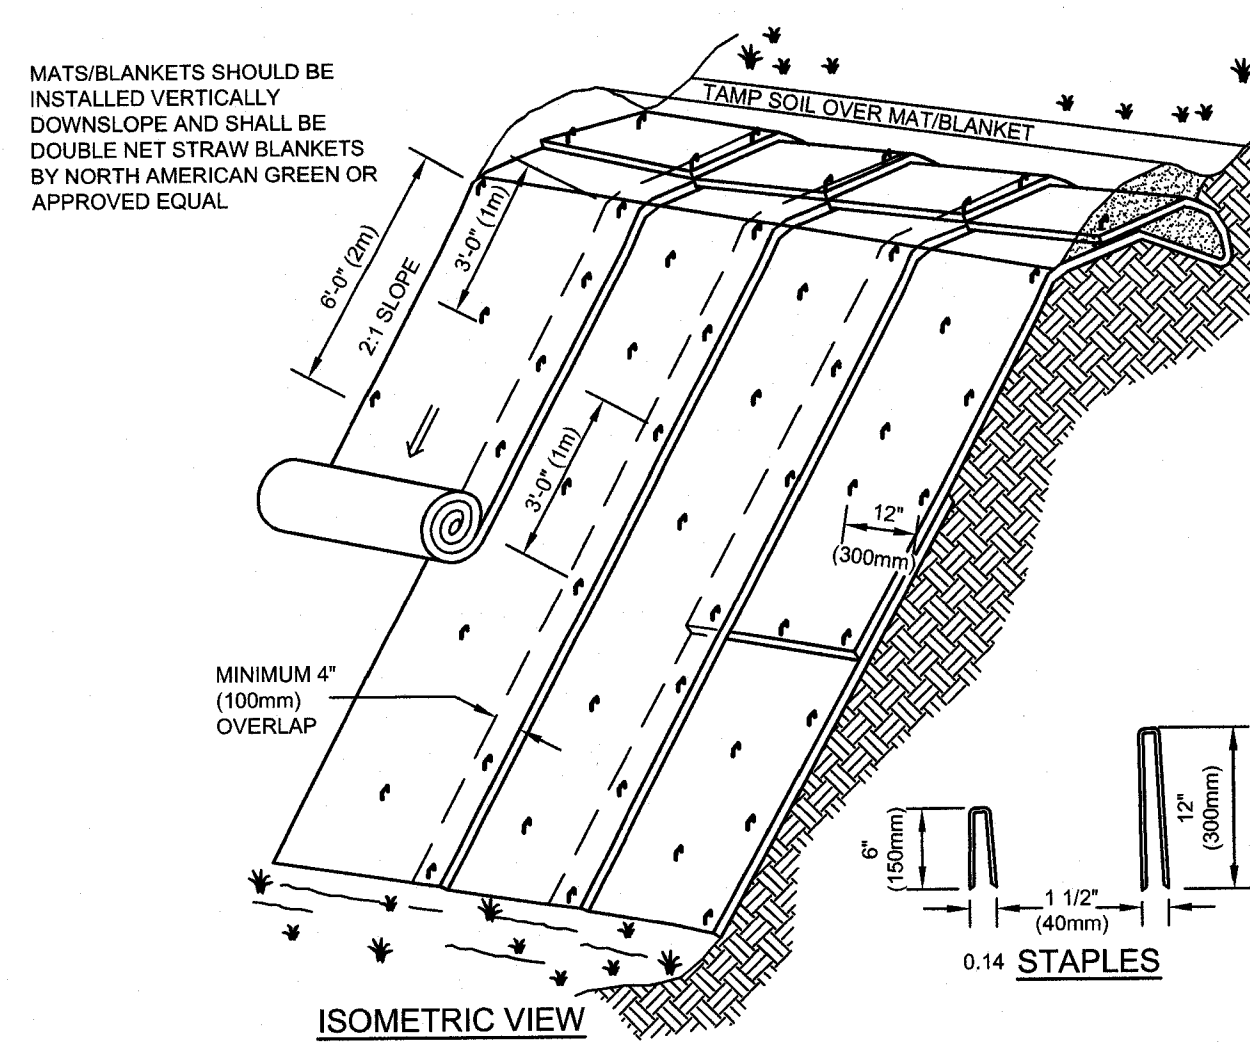 MATS/BLANKETS SHOULD BE
INSTALLED VERTICALLY
DOWNSLOPE AND SHALL BE
DOUBLE NET STRAW BLANKETS
BY NORTH AMERICAN GREEN OR
APPROVED EQUAL
TAMP SOIL OVER MAT/BLANKET
6'-0" (2m)
2:1 SLOPE
3'-0" (1m)
3'-0" (1m)
12"
(300mm)
MINIMUM 4"
(100mm)
OVERLAP
6"
(150mm)
12"
(300mm)
1 1/2"
(40mm)
0.14 STAPLES
ISOMETRIC VIEW